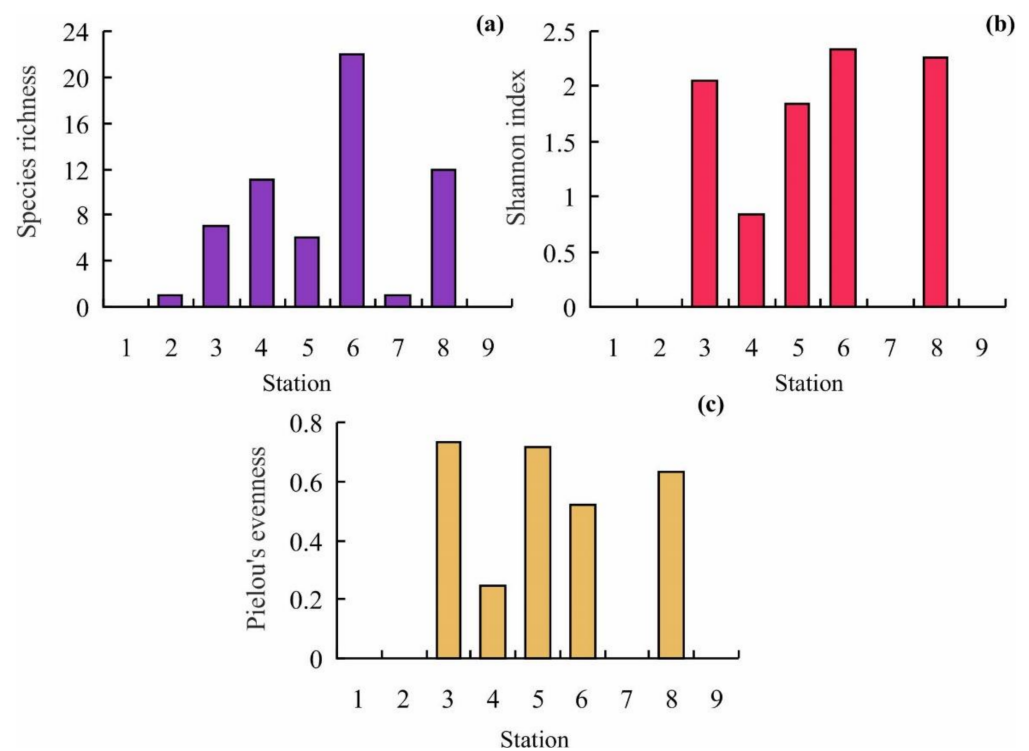 (a)
Species richness
24
20
16
12
8
4
0
1 2 3 4 5 6 7 8 9
Station
(b)
Shannon index
2.5
2
1.5
1
0.5
0
1 2 3 4 5 6 7 8 9
Station
(c)
Pielou's evenness
0.8
0.6
0.4
0.2
0
1 2 3 4 5 6 7 8 9
Station